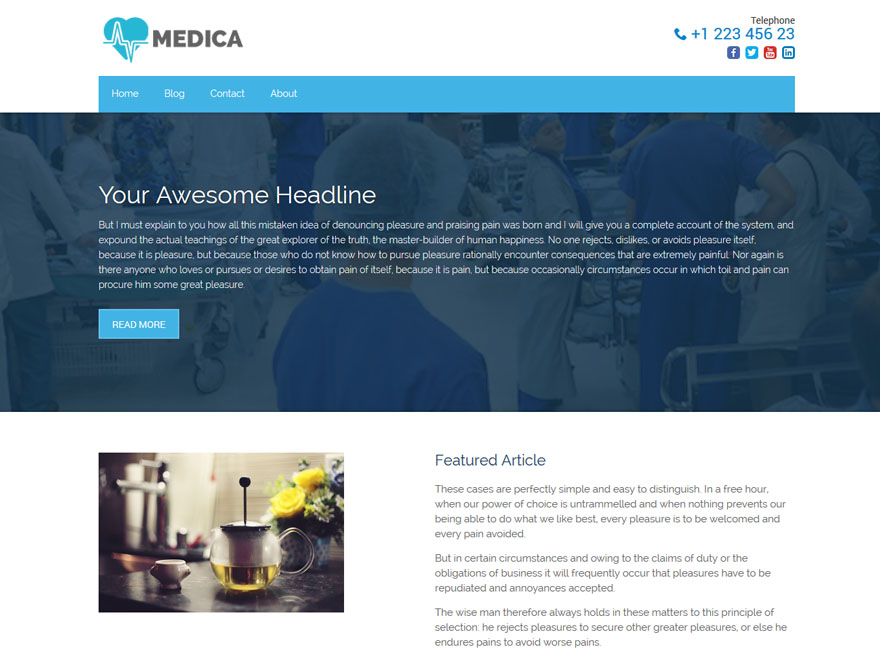 MEDICA
Telephone
+1 223 456 23
Home Blog Contact About
Your Awesome Headline
But I must explain to you how all this mistaken idea of denouncing pleasure and praising pain was born and I will give you a complete account of the system, and
expound the actual teachings of the great explorer of the truth, the master-builder of human happiness. No one rejects, dislikes, or avoids pleasure itself,
because it is pleasure, but because those who do not know how to pursue pleasure rationally encounter consequences that are extremely painful. Nor again is
there anyone who loves or pursues or desires to obtain pain of itself, because it is pain, but because occasionally circumstances occur in which toil and pain can
procure him some great pleasure.
READ MORE
Featured Article
These cases are perfectly simple and easy to distinguish. In a free hour,
when our power of choice is untrammelled and when nothing prevents our
being able to do what we like best, every pleasure is to be welcomed and
every pain avoided.
But in certain circumstances and owing to the claims of duty or the
obligations of business it will frequently occur that pleasures have to be
repudiated and annoyances accepted.
The wise man therefore always holds in these matters to this principle of
selection: he rejects pleasures to secure other greater pleasures, or else he
endures pains to avoid worse pains.